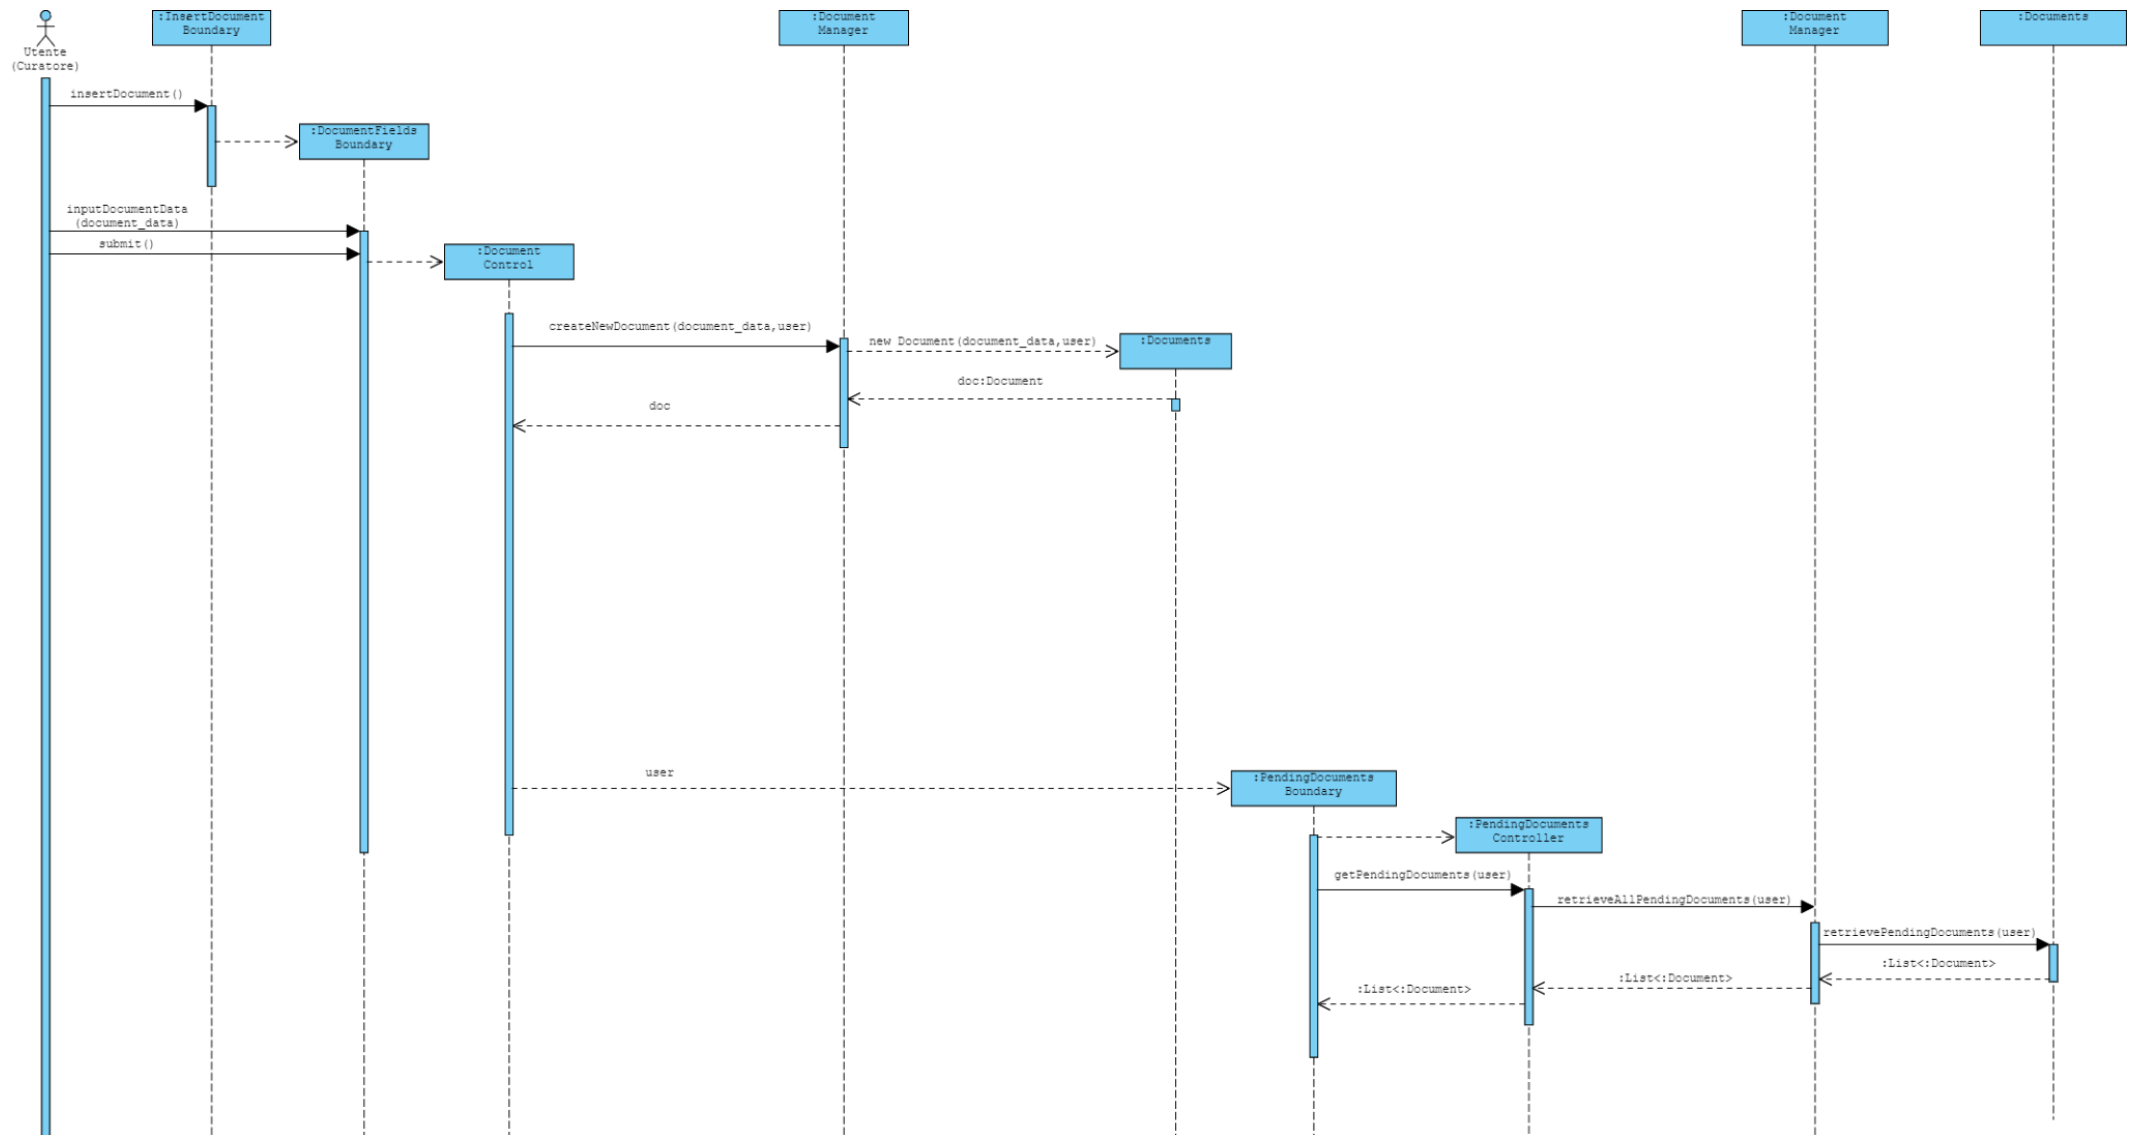 :InsertDocument
Boundary
:Document
Manager
:Document
Manager
:Documents
Utente
(Curatore)
insertDocument()
:DocumentFields
Boundary
inputDocumentData
(document_data)
submit()
:Document
Control
createNewDocument(document_data,user)
new Document(document_data,user)
:Documents
doc:Document
doc
user
:PendingDocuments
Boundary
:PendingDocuments
Controller
getPendingDocuments(user)
retrieveAllPendingDocuments(user)
retrievePendingDocuments(user)
:List<:Document>
:List<:Document>
:List<:Document>